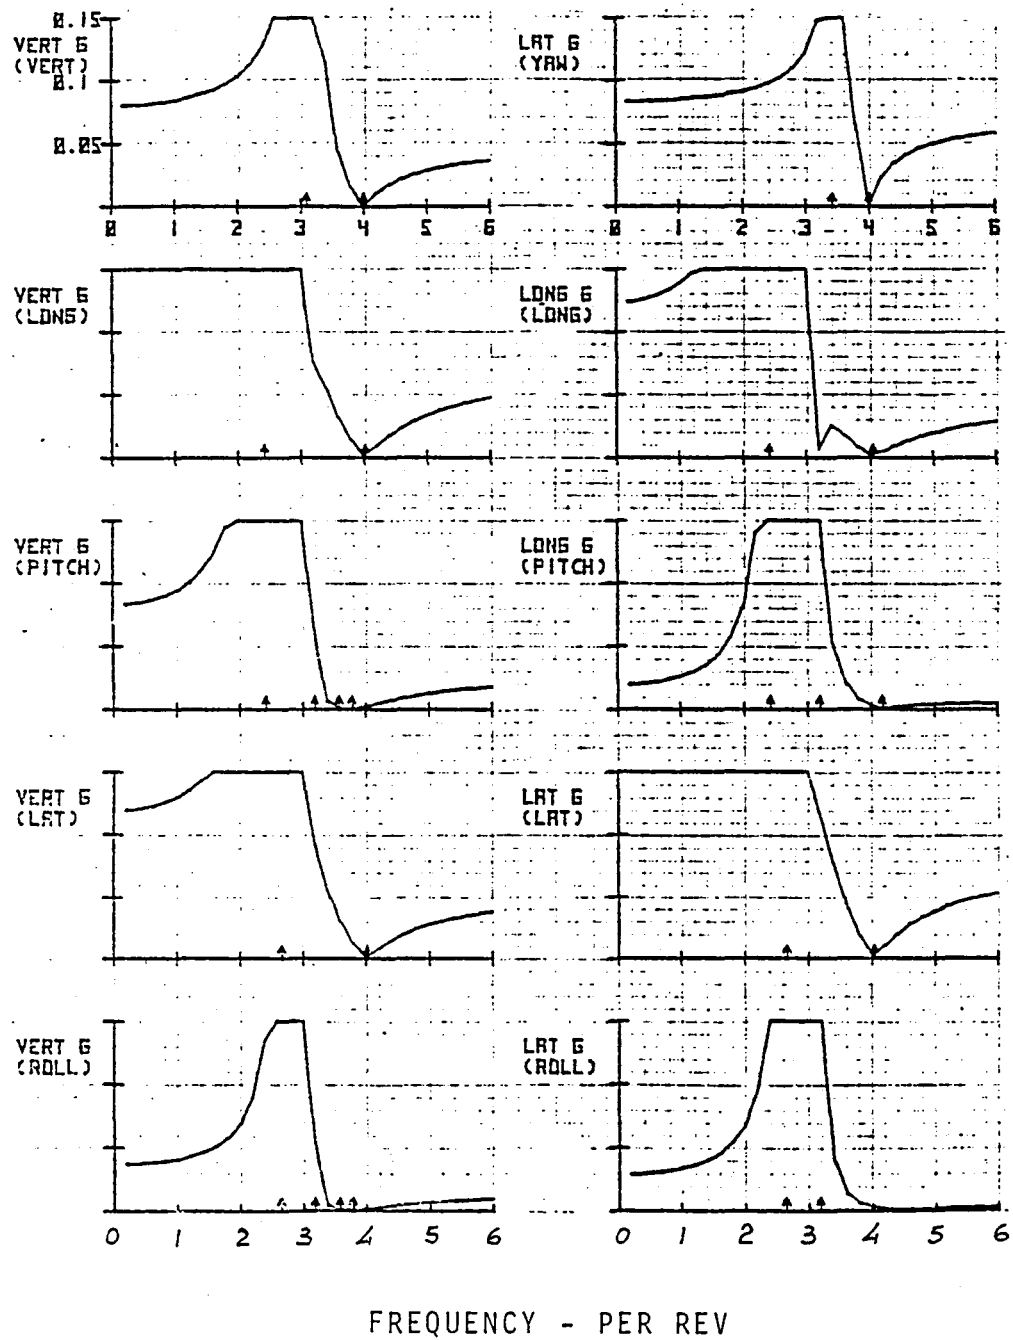 0.15
VERT G
(VERT)
0.1
0.05
0 1 2 3 4 5 6
LAT G
(YAW)
0 1 2 3 4 5 6
VERT G
(LONG)
LONG G
(LONG)
VERT G
(PITCH)
LONG G
(PITCH)
VERT G
(LAT)
LAT G
(LAT)
VERT G
(ROLL)
LAT G
(ROLL)
0 1 2 3 4 5 6
0 1 2 3 4 5 6
FREQUENCY - PER REV